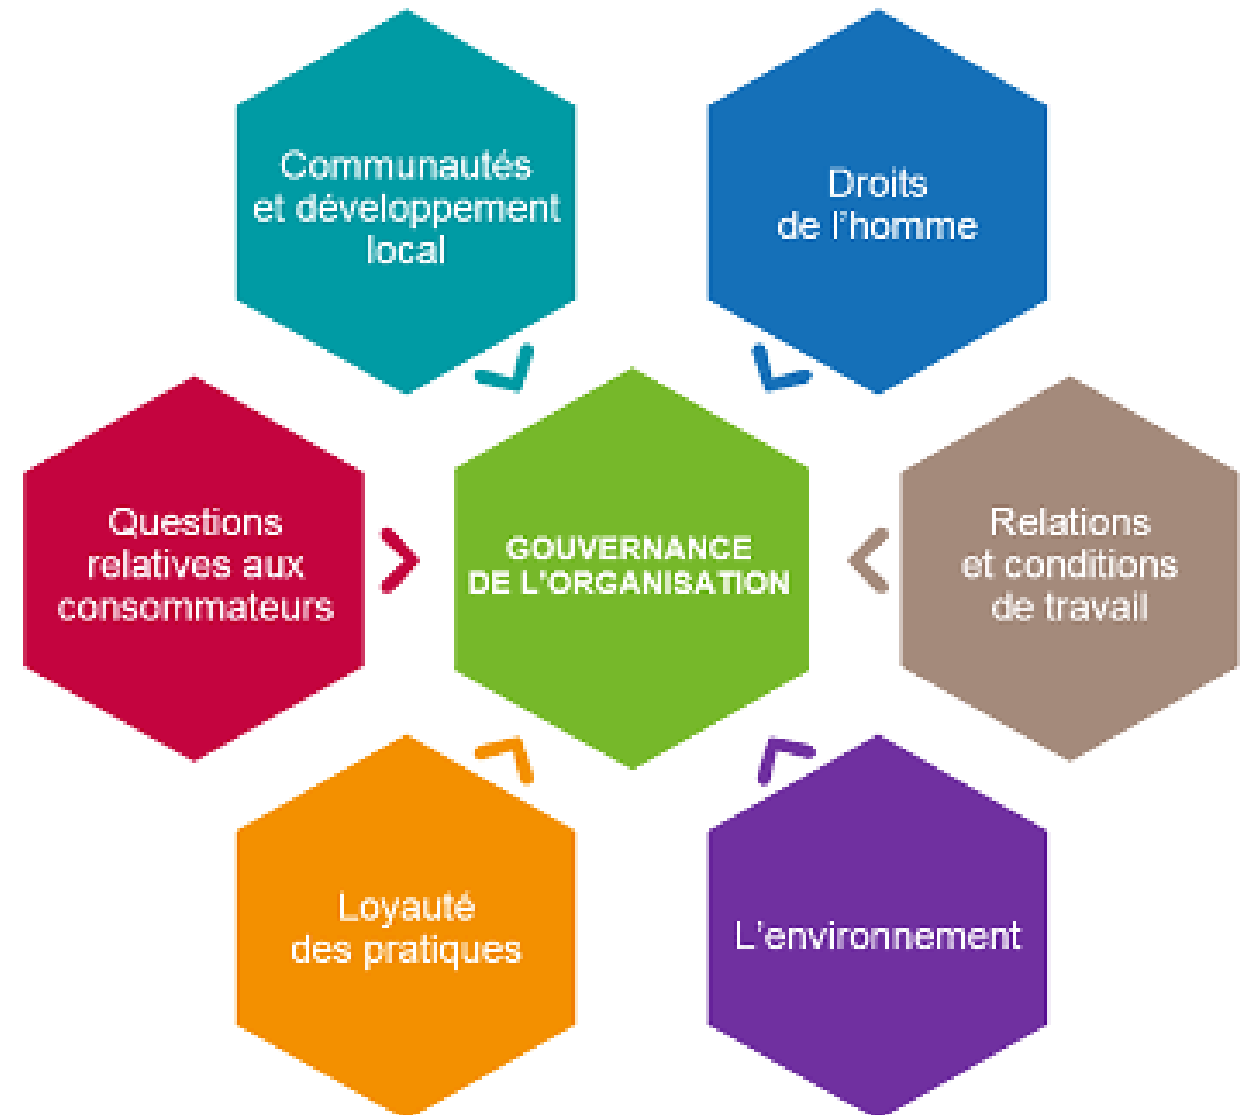 Communautés
et développement
local
Droits
de l'homme
Questions
relatives aux
consommateurs
GOUVERNANCE
DE L'ORGANISATION
Relations
et conditions
de travail
Loyauté
des pratiques
L'environnement